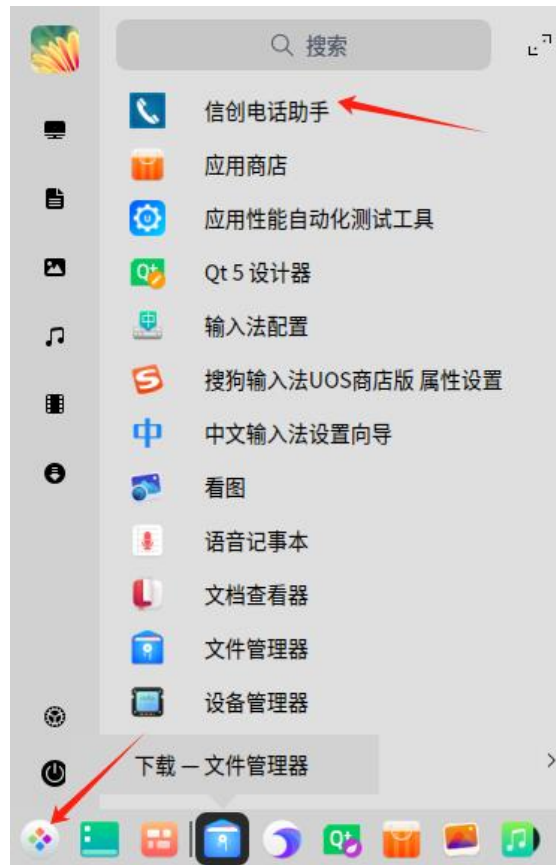 搜索
信创电话助手
应用商店
应用性能自动化测试工具
Qt 5 设计器
输入法配置
搜狗输入法UOS商店版 属性设置
中文输入法设置向导
看图
语音记事本
文档查看器
文件管理器
设备管理器
下载 — 文件管理器